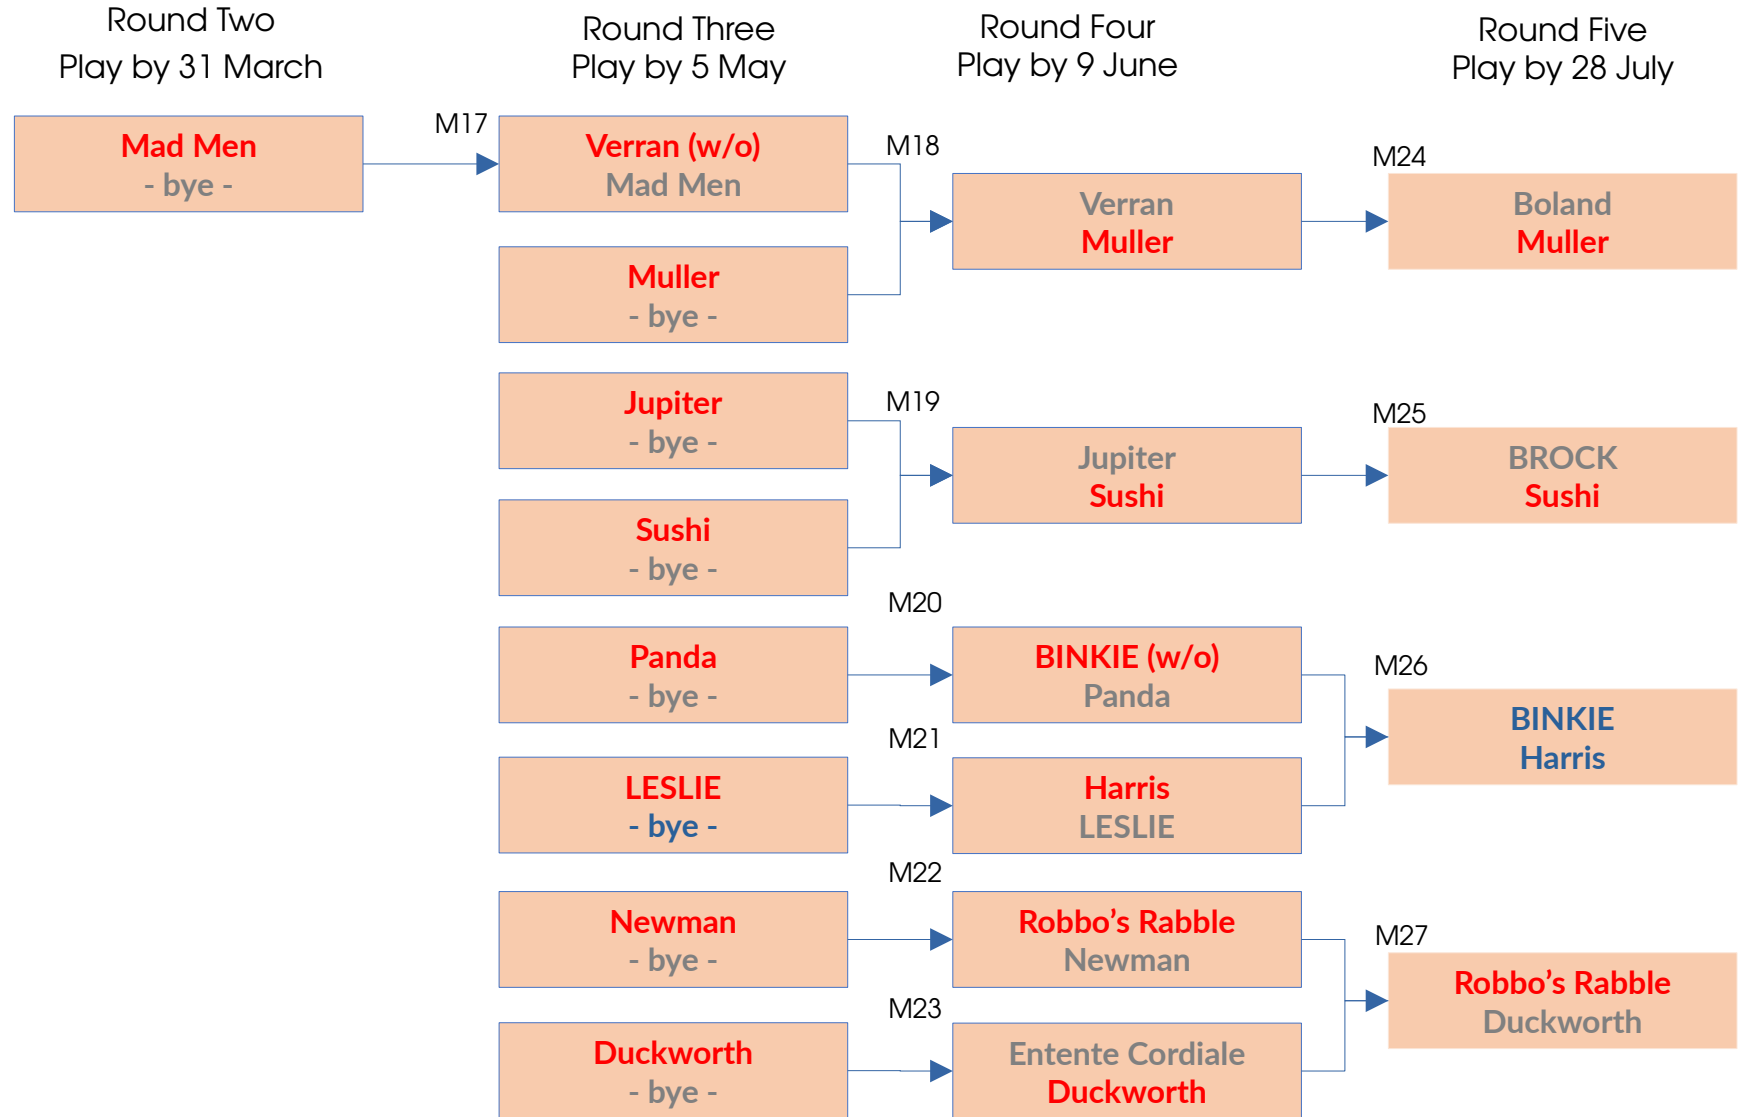 Round Two
Play by 31 March
Round Three
Play by 5 May
Round Four
Play by 9 June
Round Five
Play by 28 July
Mad Men
- bye -
M17
Verran (w/o)
Mad Men
Muller
- bye -
M18
Verran
Muller
M24
Boland
Muller
Jupiter
- bye -
Sushi
- bye -
M19
Jupiter
Sushi
M25
BROCK
Sushi
Panda
- bye -
M20
BINKIE (w/o)
Panda
LESLIE
- bye -
M21
Harris
LESLIE
M26
BINKIE
Harris
Newman
- bye -
M22
Robbo’s Rabble
Newman
Duckworth
- bye -
M23
Entente Cordiale
Duckworth
M27
Robbo’s Rabble
Duckworth